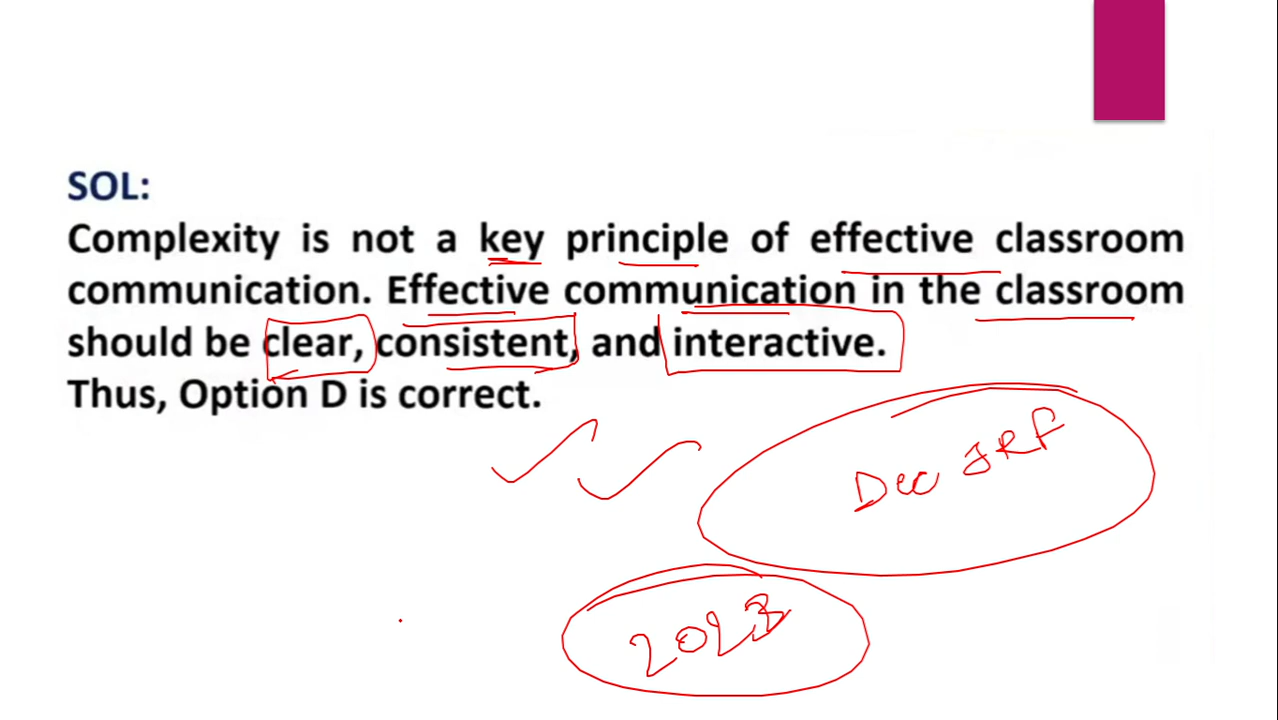 SOL:
Complexity is not a key principle of effective classroom
communication. Effective communication in the classroom
should be clear, consistent, and interactive.
Thus, Option D is correct.
Dec JRF
2023